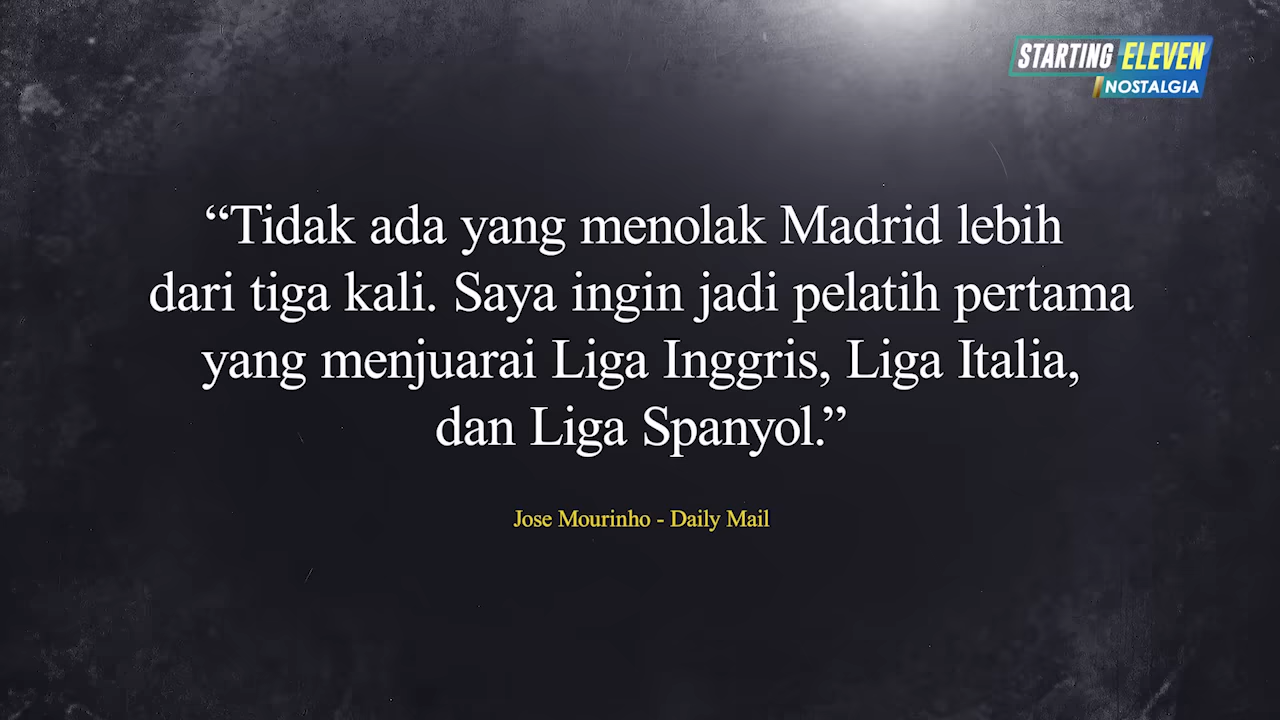 STARTING ELEVEN
NOSTALGIA
“Tidak ada yang menolak Madrid lebih
dari tiga kali. Saya ingin jadi pelatih pertama
yang menjuarai Liga Inggris, Liga Italia,
dan Liga Spanyol.”
Jose Mourinho - Daily Mail